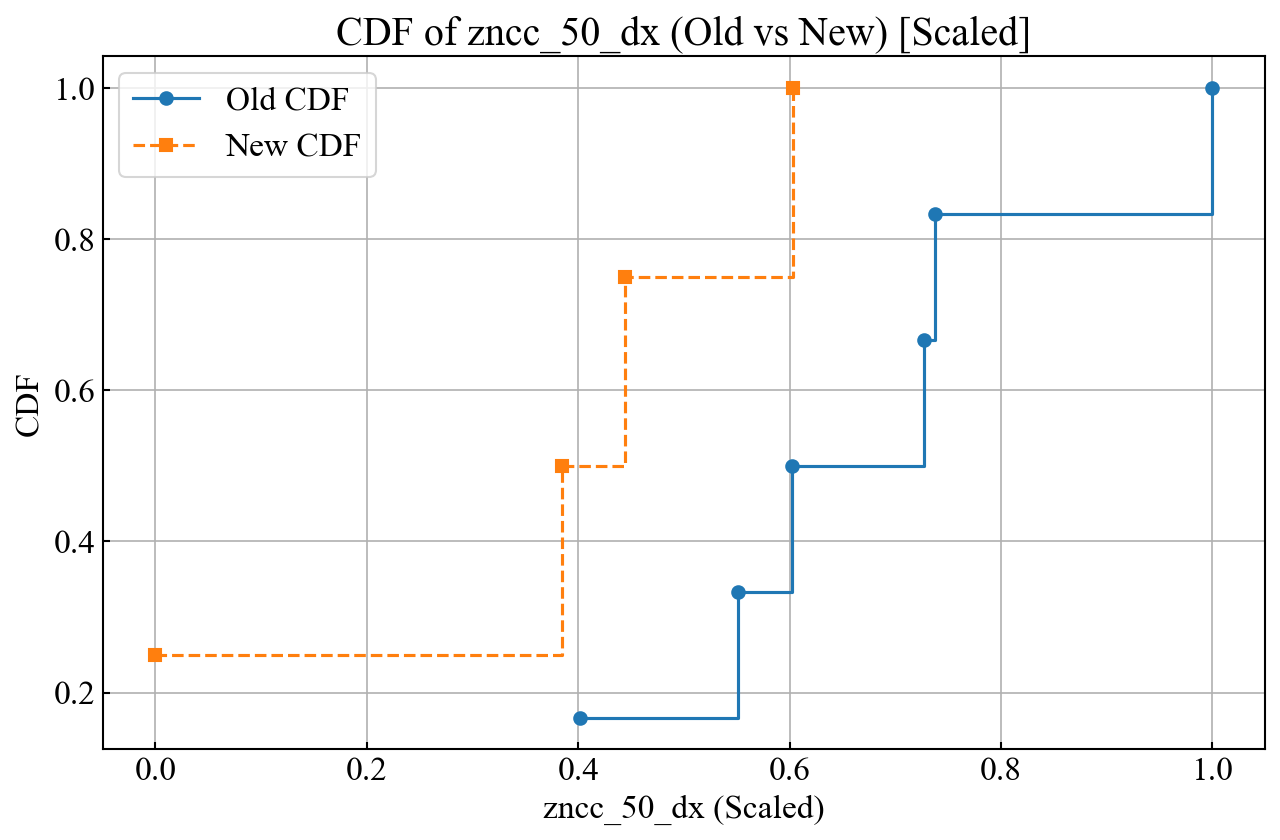 CDF of zncc_50_dx (Old vs New) [Scaled]
Old CDF
New CDF
CDF
1.0
0.8
0.6
0.4
0.2
0.0 0.2 0.4 0.6 0.8 1.0
zncc_50_dx (Scaled)